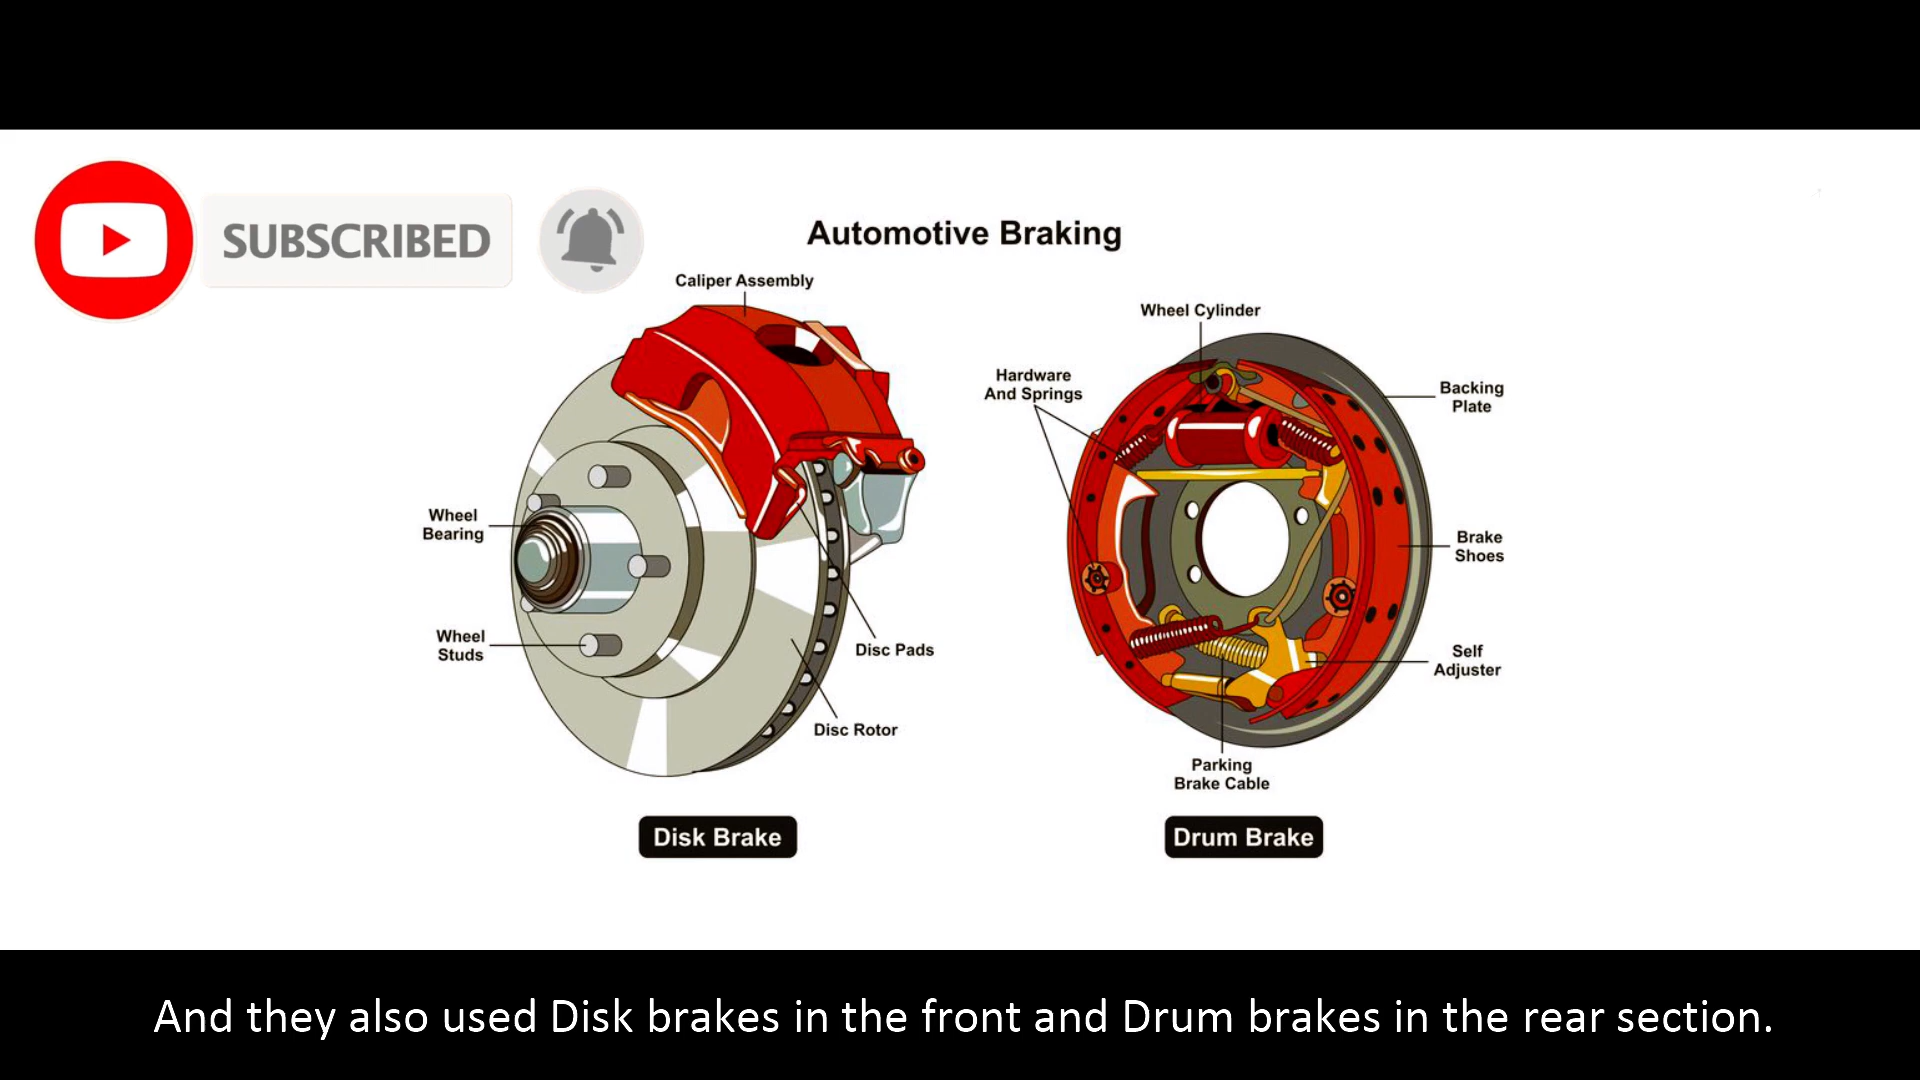 SUBSCRIBED
Automotive Braking
Caliper Assembly
Wheel
Bearing
Wheel
Studs
Disc Pads
Disc Rotor
Disk Brake
Wheel Cylinder
Hardware
And Springs
Backing
Plate
Brake
Shoes
Self
Adjuster
Parking
Brake Cable
Drum Brake
And they also used Disk brakes in the front and Drum brakes in the rear section.